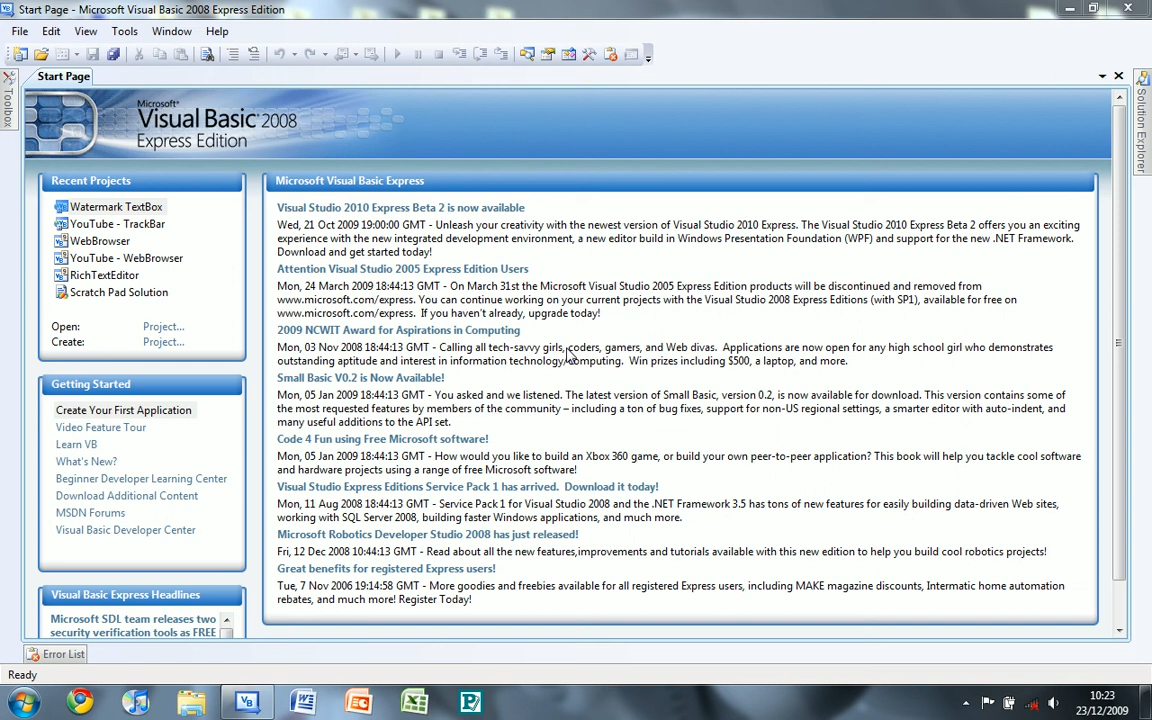 Start Page - Microsoft Visual Basic 2008 Express Edition
File Edit View Tools Window Help
Toolbox
Start Page
Solution Explorer
Microsoft
Visual Basic 2008
Express Edition
Recent Projects
Watermark TextBox
YouTube - TrackBar
WebBrowser
YouTube - WebBrowser
RichTextEditor
Scratch Pad Solution
Open: Project...
Create: Project...
Getting Started
Create Your First Application
Video Feature Tour
Learn VB
What's New?
Beginner Developer Learning Center
Download Additional Content
MSDN Forums
Visual Basic Developer Center
Visual Basic Express Headlines
Microsoft SDL team releases two
security verification tools as FREE
Microsoft Visual Basic Express
Visual Studio 2010 Express Beta 2 is now available
Wed, 21 Oct 2009 19:00:00 GMT - Unleash your creativity with the newest version of Visual Studio 2010 Express. The Visual Studio 2010 Express Beta 2 offers you an exciting
experience with the new integrated development environment, a new editor build in Windows Presentation Foundation (WPF) and support for the new .NET Framework.
Download and get started today!
Attention Visual Studio 2005 Express Edition Users
Mon, 24 March 2009 18:44:13 GMT - On March 31st the Microsoft Visual Studio 2005 Express Edition products will be discontinued and removed from
www.microsoft.com/express. You can continue working on your current projects with the Visual Studio 2008 Express Editions (with SP1), available for free on
www.microsoft.com/express. If you haven't already, upgrade today!
2009 NCWIT Award for Aspirations in Computing
Mon, 03 Nov 2008 18:44:13 GMT - Calling all tech-savvy girls, coders, gamers, and Web divas. Applications are now open for any high school girl who demonstrates
outstanding aptitude and interest in information technology/computing. Win prizes including $500, a laptop, and more.
Small Basic V0.2 is Now Available!
Mon, 05 Jan 2009 18:44:13 GMT - You asked and we listened. The latest version of Small Basic, version 0.2, is now available for download. This version contains some of
the most requested features by members of the community – including a ton of bug fixes, support for non-US regional settings, a smarter editor with auto-indent, and
many useful additions to the API set.
Code 4 Fun using Free Microsoft software!
Mon, 05 Jan 2009 18:44:13 GMT - How would you like to build an Xbox 360 game, or build your own peer-to-peer application? This book will help you tackle cool software
and hardware projects using a range of free Microsoft software!
Visual Studio Express Editions Service Pack 1 has arrived. Download it today!
Mon, 11 Aug 2008 18:44:13 GMT - Service Pack 1 for Visual Studio 2008 and the .NET Framework 3.5 has tons of new features for easily building data-driven Web sites,
working with SQL Server 2008, building faster Windows applications, and much more.
Microsoft Robotics Developer Studio 2008 has just released!
Fri, 12 Dec 2008 10:44:13 GMT - Read about all the new features,improvements and tutorials available with this new edition to help you build cool robotics projects!
Great benefits for registered Express users!
Tue, 7 Nov 2006 19:14:58 GMT - More goodies and freebies available for all registered Express users, including MAKE magazine discounts, Intermatic home automation
rebates, and much more! Register Today!
Error List
Ready
10:23
23/12/2009